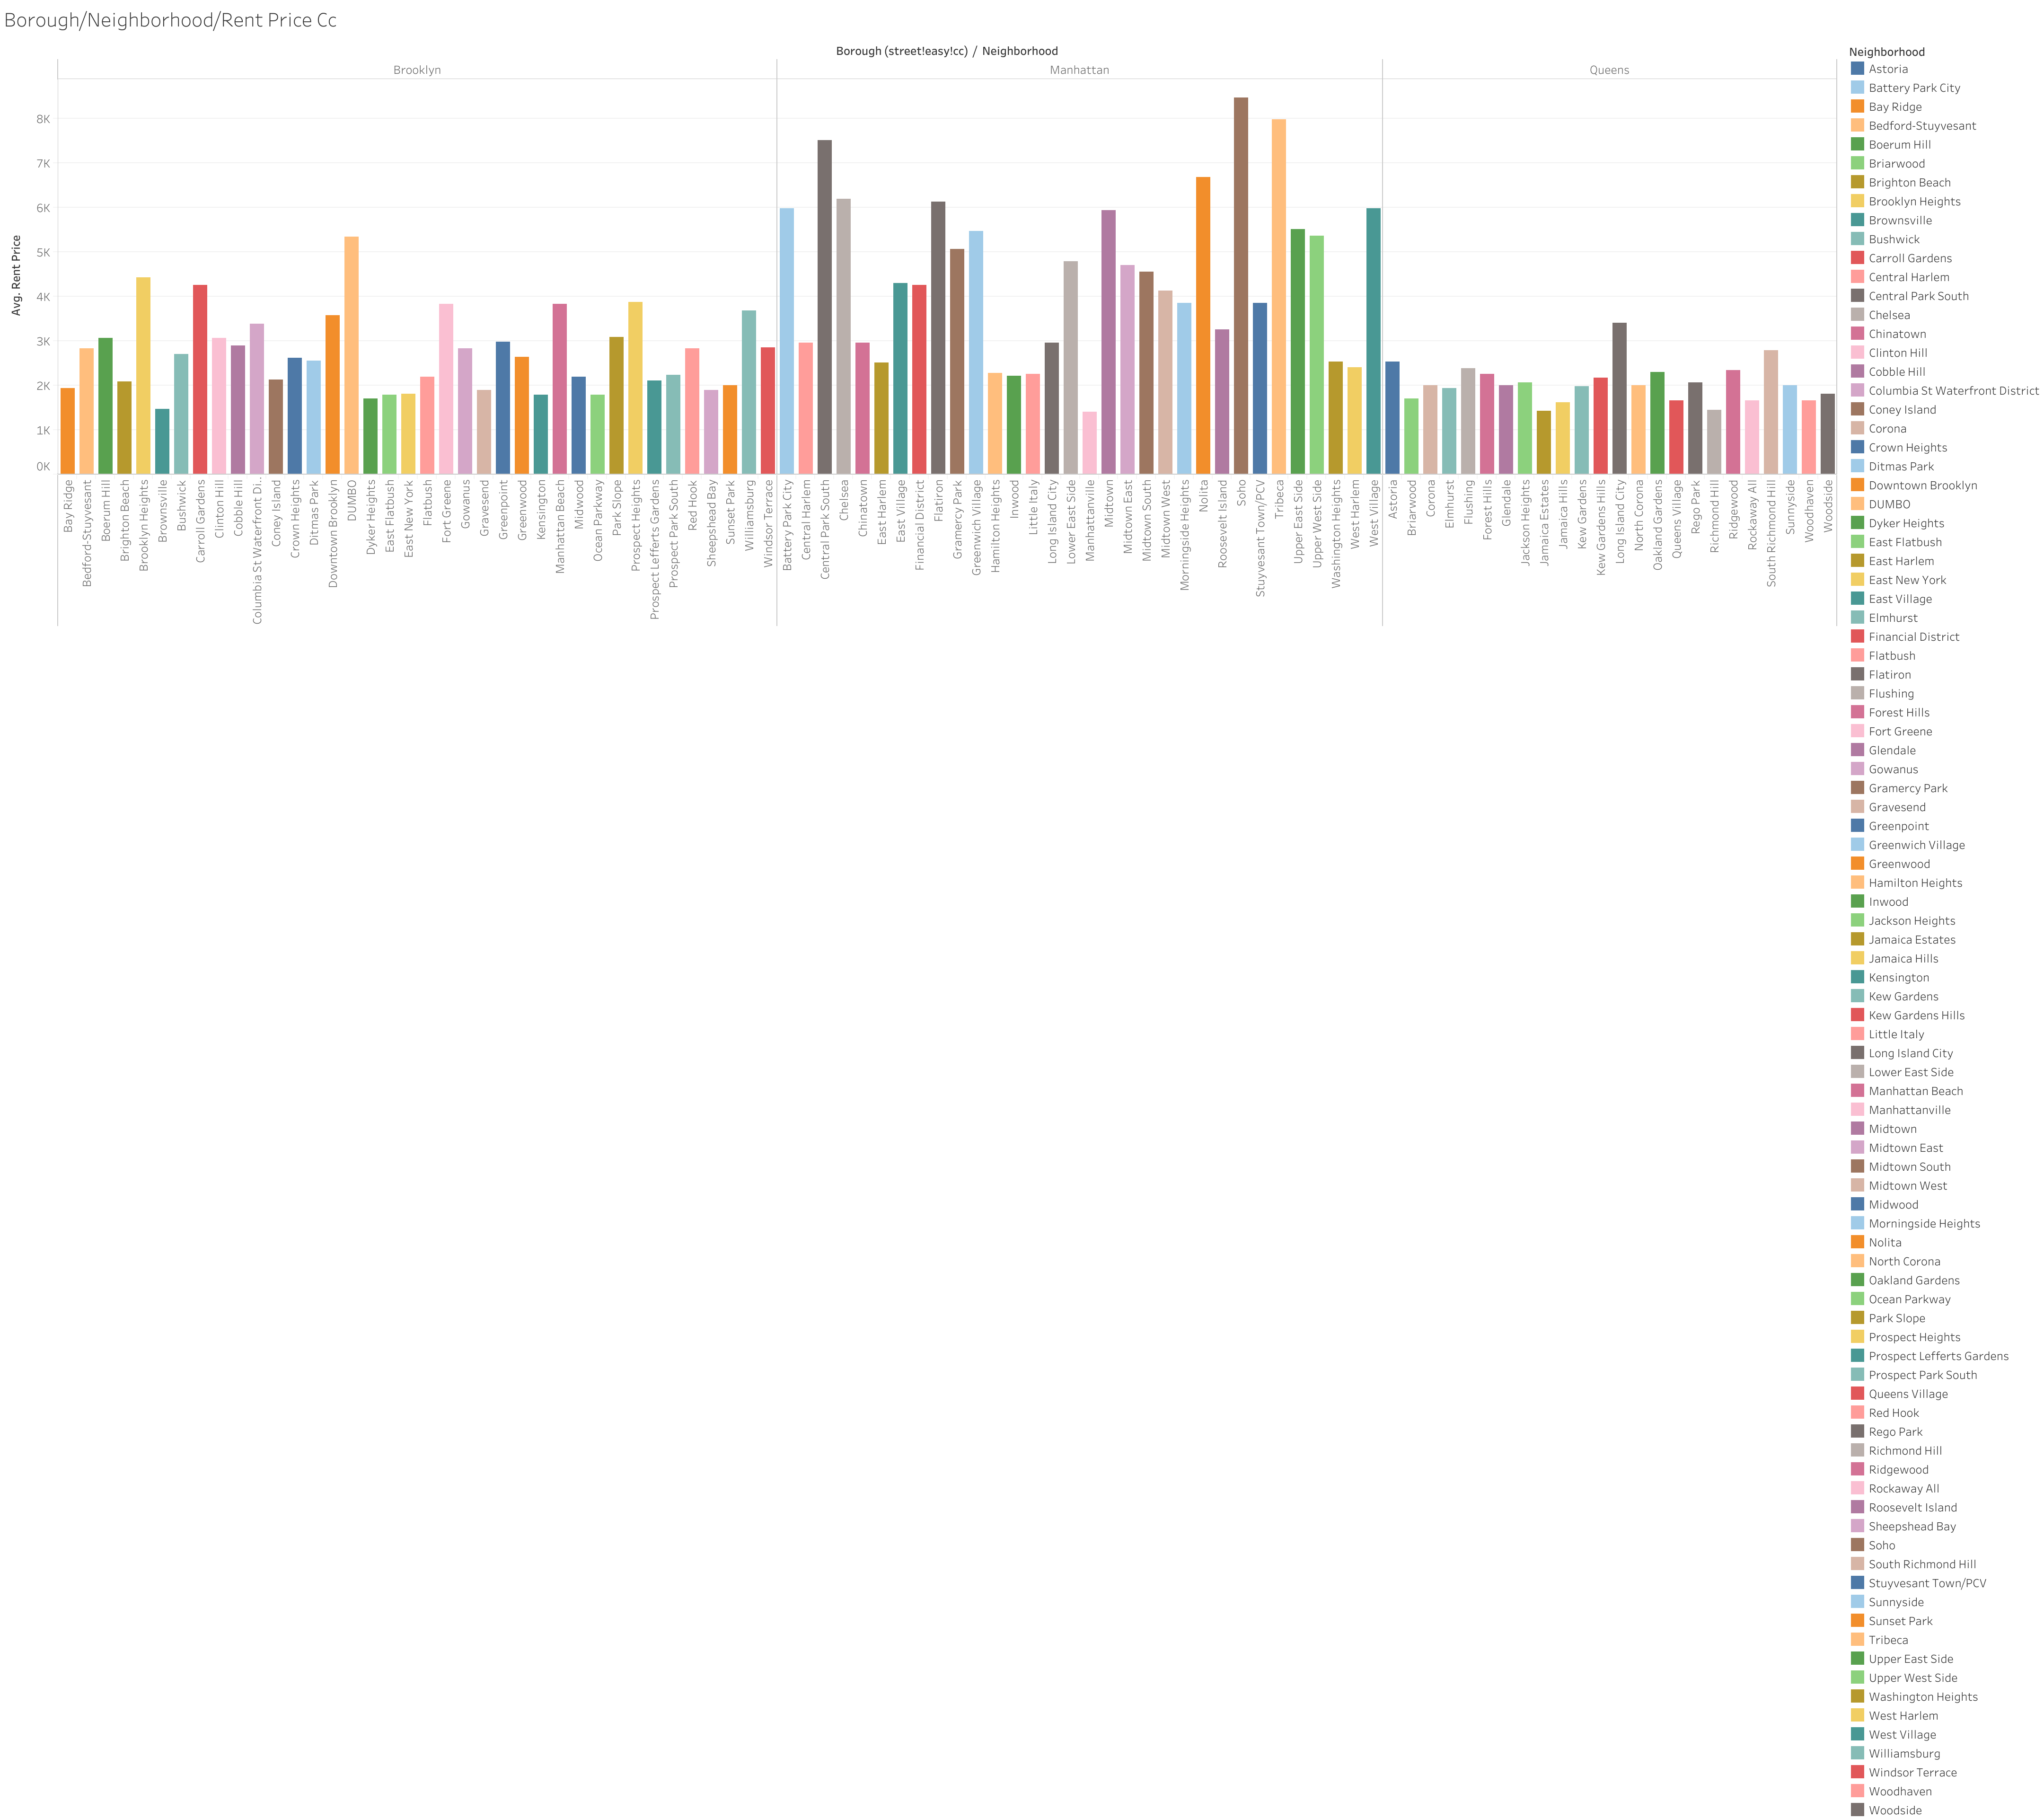 Borough/Neighborhood/Rent Price Cc
Borough (street!easy!cc) / Neighborhood
Brooklyn
Manhattan
Queens
Avg. Rent Price
8K
7K
6K
5K
4K
3K
2K
1K
0K
Bay Ridge
Bedford-Stuyvesant
Boerum Hill
Brighton Beach
Brooklyn Heights
Brownsville
Bushwick
Carroll Gardens
Clinton Hill
Cobble Hill
Columbia St Waterfront Di..
Coney Island
Crown Heights
Ditmas Park
Downtown Brooklyn
DUMBO
Dyker Heights
East Flatbush
East New York
Flatbush
Fort Greene
Gowanus
Gravesend
Greenpoint
Greenwood
Kensington
Manhattan Beach
Midwood
Ocean Parkway
Park Slope
Prospect Heights
Prospect Lefferts Gardens
Prospect Park South
Red Hook
Sheepshead Bay
Sunset Park
Williamsburg
Windsor Terrace
Battery Park City
Central Harlem
Central Park South
Chelsea
Chinatown
East Harlem
East Village
Financial District
Flatiron
Gramercy Park
Greenwich Village
Hamilton Heights
Inwood
Little Italy
Long Island City
Lower East Side
Manhattanville
Midtown
Midtown East
Midtown South
Midtown West
Morningside Heights
Nolita
Roosevelt Island
Soho
Stuyvesant Town/PCV
Tribeca
Upper East Side
Upper West Side
Washington Heights
West Harlem
West Village
Astoria
Briarwood
Corona
Elmhurst
Flushing
Forest Hills
Glendale
Jackson Heights
Jamaica Estates
Jamaica Hills
Kew Gardens
Kew Gardens Hills
Long Island City
North Corona
Oakland Gardens
Queens Village
Rego Park
Richmond Hill
Ridgewood
Rockaway All
South Richmond Hill
Sunnyside
Woodhaven
Woodside
Neighborhood
Astoria
Battery Park City
Bay Ridge
Bedford-Stuyvesant
Boerum Hill
Briarwood
Brighton Beach
Brooklyn Heights
Brownsville
Bushwick
Carroll Gardens
Central Harlem
Central Park South
Chelsea
Chinatown
Clinton Hill
Cobble Hill
Columbia St Waterfront District
Coney Island
Corona
Crown Heights
Ditmas Park
Downtown Brooklyn
DUMBO
Dyker Heights
East Flatbush
East Harlem
East New York
East Village
Elmhurst
Financial District
Flatbush
Flatiron
Flushing
Forest Hills
Fort Greene
Glendale
Gowanus
Gramercy Park
Gravesend
Greenpoint
Greenwich Village
Greenwood
Hamilton Heights
Inwood
Jackson Heights
Jamaica Estates
Jamaica Hills
Kensington
Kew Gardens
Kew Gardens Hills
Little Italy
Long Island City
Lower East Side
Manhattan Beach
Manhattanville
Midtown
Midtown East
Midtown South
Midtown West
Midwood
Morningside Heights
Nolita
North Corona
Oakland Gardens
Ocean Parkway
Park Slope
Prospect Heights
Prospect Lefferts Gardens
Prospect Park South
Queens Village
Red Hook
Rego Park
Richmond Hill
Ridgewood
Rockaway All
Roosevelt Island
Sheepshead Bay
Soho
South Richmond Hill
Stuyvesant Town/PCV
Sunnyside
Sunset Park
Tribeca
Upper East Side
Upper West Side
Washington Heights
West Harlem
West Village
Williamsburg
Windsor Terrace
Woodhaven
Woodside